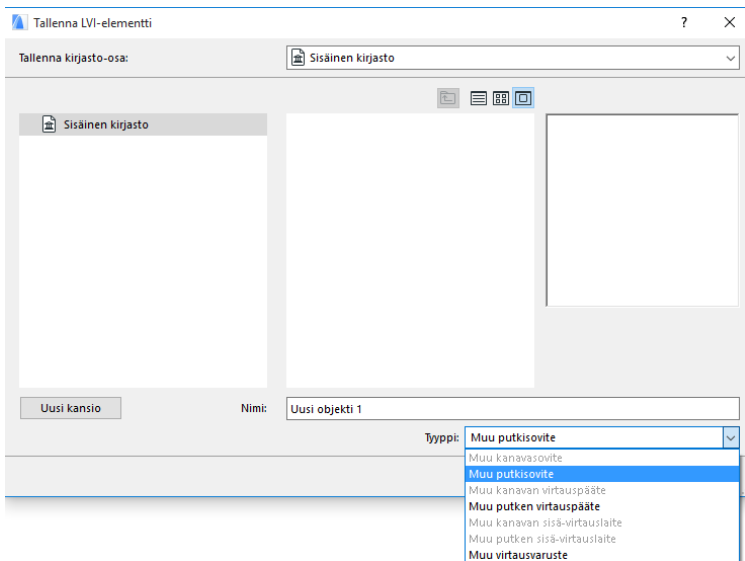 Tallenna LVI-elementti
?
Tallenna kirjasto-osa:
Sisäinen kirjasto
Sisäinen kirjasto
Uusi kansio
Nimi:
Uusi objekti 1
Tyyppi:
Muu putkisovite
Muu kanavasovite
Muu putkisovite
Muu kanavan virtauspääte
Muu putken virtauspääte
Muu kanavan sisä-virtauslaite
Muu putken sisä-virtauslaite
Muu virtausvaruste